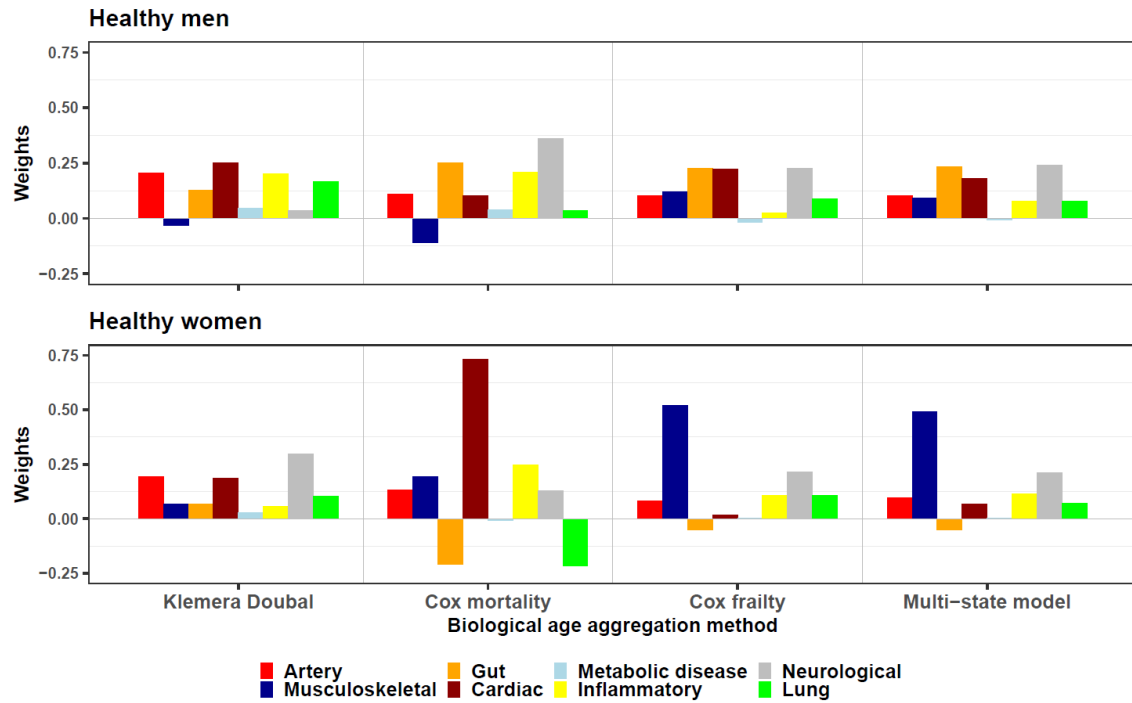 Healthy men
0.75
0.50
0.25
0.00
−0.25
Weights
Healthy women
0.75
0.50
0.25
0.00
−0.25
Weights
Klemera Doubal Cox mortality Cox frailty Multi−state model
Biological age aggregation method
Artery Gut Metabolic disease Neurological
Musculoskeletal Cardiac Inflammatory Lung